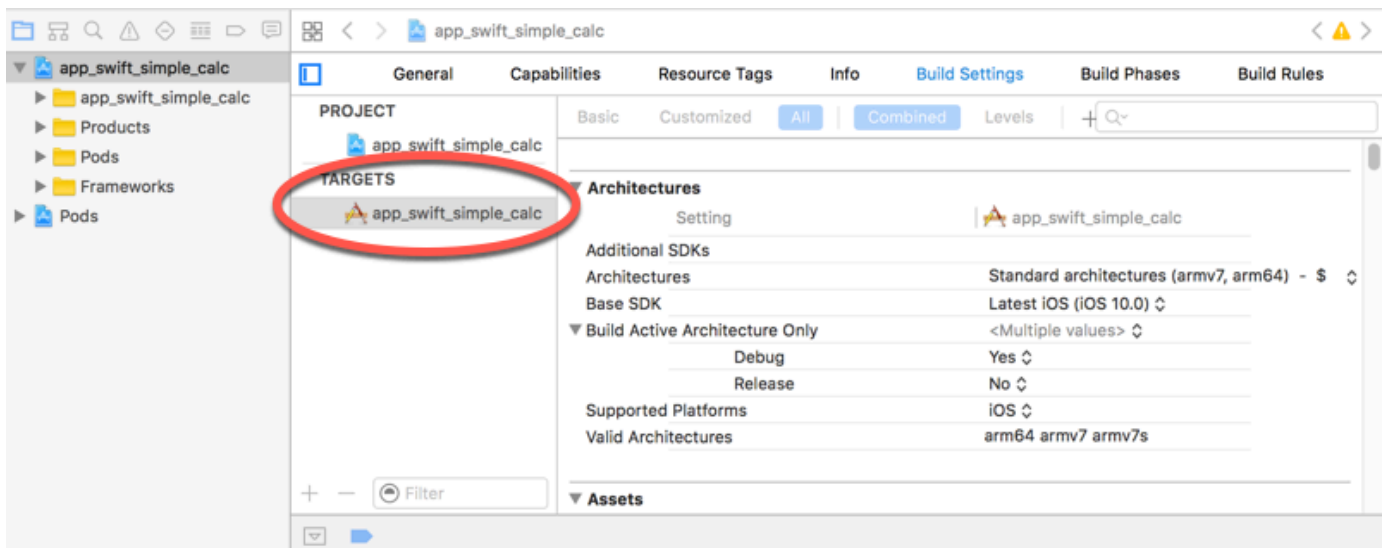 app_swift_simple_calc
app_swift_simple_calc
app_swift_simple_calc
Products
Pods
Frameworks
Pods
General Capabilities Resource Tags Info Build Settings Build Phases Build Rules
PROJECT
app_swift_simple_calc
TARGETS
app_swift_simple_calc
Filter
Basic Customized All Combined Levels
Architectures
Setting app_swift_simple_calc
Additional SDKs
Architectures Standard architectures (armv7, arm64) - $
Base SDK Latest iOS (iOS 10.0)
Build Active Architecture Only <Multiple values>
Debug Yes
Release No
Supported Platforms iOS
Valid Architectures arm64 armv7 armv7s
Assets